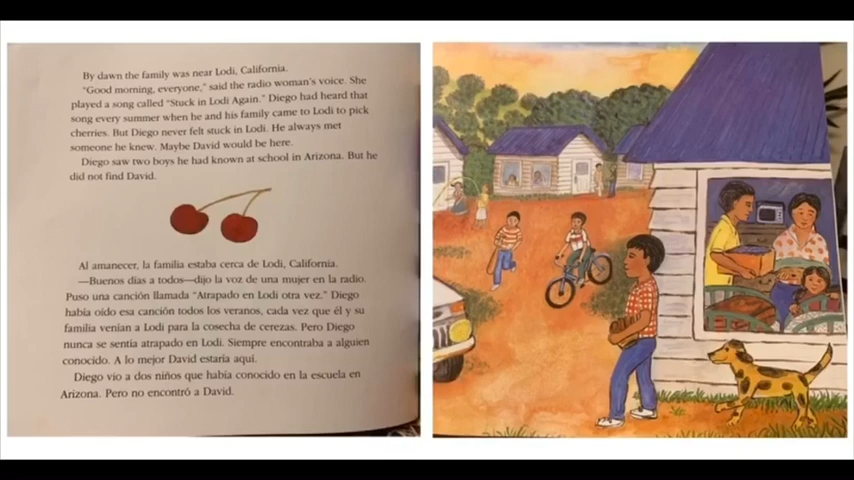 By dawn the family was near Lodi, California.
"Good morning, everyone," said the radio woman's voice. She
played a song called "Stuck in Lodi Again." Diego had heard that
song every summer when he and his family came to Lodi to pick
cherries. But Diego never felt stuck in Lodi. He always met
someone he knew. Maybe David would be here.
Diego saw two boys he had known at school in Arizona. But he
did not find David.
Al amanecer, la familia estaba cerca de Lodi, California.
—Buenos días a todos—dijo la voz de una mujer en la radio.
Puso una canción llamada "Atrapado en Lodi otra vez." Diego
había oído esa canción todos los veranos, cada vez que él y su
familia venían a Lodi para la cosecha de cerezas. Pero Diego
nunca se sentía atrapado en Lodi. Siempre encontraba a alguien
conocido. A lo mejor David estaría aquí.
Diego vio a dos niños que había conocido en la escuela en
Arizona. Pero no encontró a David.